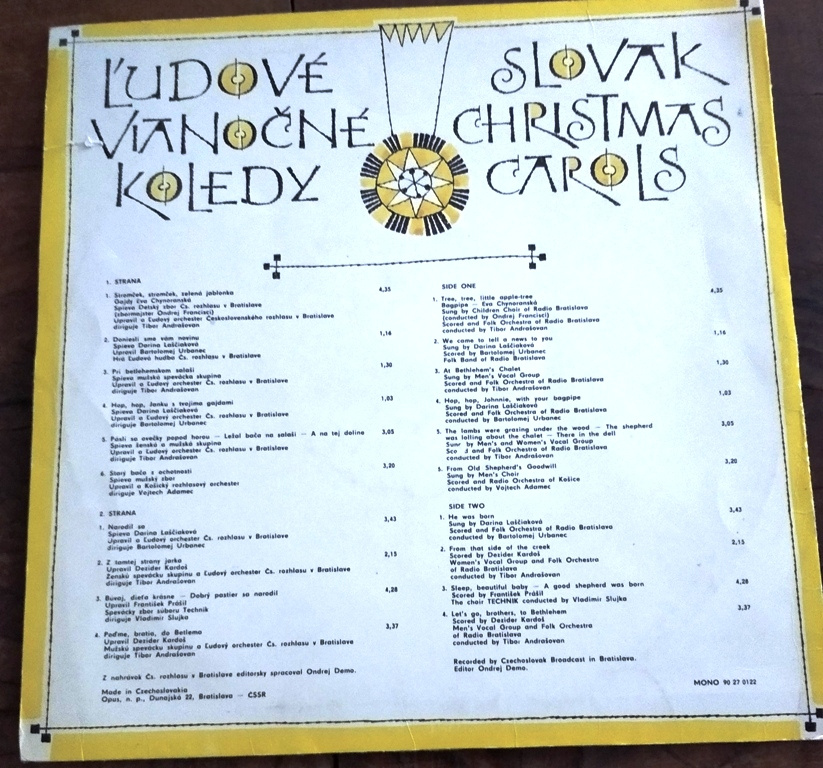 ĽUDOVÉ
VIANOČNÉ
KOLEDY
SLOVAK
CHRISTMAS
CAROLS
1. STRANA
1. Stromček, stromček, zelená jablonka 4,35
Gajdy Eva Chynoranská
Spieva Detský zbor Čs. rozhlasu v Bratislave
(zbormajster Ondrej Francisci)
Upravil a Ľudový orchester Československého rozhlasu v Bratislave
diriguje Tibor Andrašovan
2. Doniesli sme vám novinu 1,16
Spieva Darina Laščiaková
Upravil Bartolomej Urbanec
Hrá Ľudová hudba Čs. rozhlasu v Bratislave
3. Pri betlehemskom salaši 1,30
Spieva mužská spevácka skupina
Upravil a Ľudový orchester Čs. rozhlasu v Bratislave
diriguje Tibor Andrašovan
4. Hop, hop, Janku s tvojima gajdami 1,03
Spieva Darina Laščiaková
Upravil a Ľudový orchester Čs. rozhlasu v Bratislave
diriguje Bartolomej Urbanec
5. Pásli sa ovečky popod horou — Ležal bača na salaši — A na tej doline 3,05
Spieva ženská a mužská skupina
Upravil a Ľudový orchester Čs. rozhlasu v Bratislave
diriguje Tibor Andrašovan
6. Starý bača s ochotnosti 3,20
Spieva mužský zbor
Upravil a Košický rozhlasový orchester
diriguje Vojtech Adamec
2. STRANA
1. Narodil sa 3,43
Spieva Darina Laščiaková
Upravil a Ľudový orchester Čs. rozhlasu v Bratislave
diriguje Bartolomej Urbanec
2. Z tamtej strany jarka 2,15
Upravil Dezider Kardoš
Ženskú spevácku skupinu a Ľudový orchester Čs. rozhlasu v Bratislave
diriguje Tibor Andrašovan
3. Búvaj, dieťa krásne — Dobrý pastier sa narodil 4,28
Upravil František Prášil
Spevácky zbor súboru Technik
diriguje Vladimír Slujka
4. Poďme, bratia, do Betlema 3,37
Upravil Dezider Kardoš
Mužskú spevácku skupinu a Ľudový orchester Čs. rozhlasu v Bratislave
diriguje Tibor Andrašovan
Z nahrávok Čs. rozhlasu v Bratislave editorsky spracoval Ondrej Demo.
Made in Czechoslovakia
Opus, n. p., Dunajská 22, Bratislava — ČSSR
SIDE ONE
1. Tree, tree, little apple-tree 4,35
Bagpipe — Eva Chynoranská
Sung by Children Choir of Radio Bratislava
(conducted by Ondrej Francisci)
Scored and Folk Orchestra of Radio Bratislava
conducted by Tibor Andrašovan
2. We came to tell a news to you 1,16
Sung by Darina Laščiaková
Scored by Bartolomej Urbanec
Folk Band of Radio Bratislava
3. At Bethlehem's Chalet 1,30
Sung by Men's Vocal Group
Scored and Folk Orchestra of Radio Bratislava
conducted by Tibor Andrašovan
4. Hop, hop, Johnnie, with your bagpipe 1,03
Sung by Darina Laščiaková
Scored and Folk Orchestra of Radio Bratislava
conducted by Bartolomej Urbanec
5. The lambs were grazing under the wood — The shepherd 3,05
was lolling about the chalet — There in the dell
by Men's and Women's Vocal Group
and Folk Orchestra of Radio Bratislava
conducted by Tibor Andrašovan
From Old Shepherd's Goodwill 3,20
Sung by Men's Choir
Scored and Radio Orchestra of Košice
conducted by Vojtech Adamec
SIDE TWO
1. He was born 3,43
Sung by Darina Laščiaková
Scored and Folk Orchestra of Radio Bratislava
conducted by Bartolomej Urbanec
2. From that side of the creek 2,15
Scored by Dezider Kardoš
Women's Vocal Group and Folk Orchestra
of Radio Bratislava
conducted by Tibor Andrašovan
3. Sleep, beautiful baby — A good shepherd was born 4,28
Scored by František Prášil
The choir TECHNIK conducted by Vladimír Slujka
4. Let's go, brothers, to Bethlehem 3,37
Scored by Dezider Kardoš
Men's Vocal Group and Folk Orchestra
of Radio Bratislava
conducted by Tibor Andrašovan
Recorded by Czechoslovak Broadcast in Bratislava.
Editor Ondrej Demo.
MONO 90 27 0122